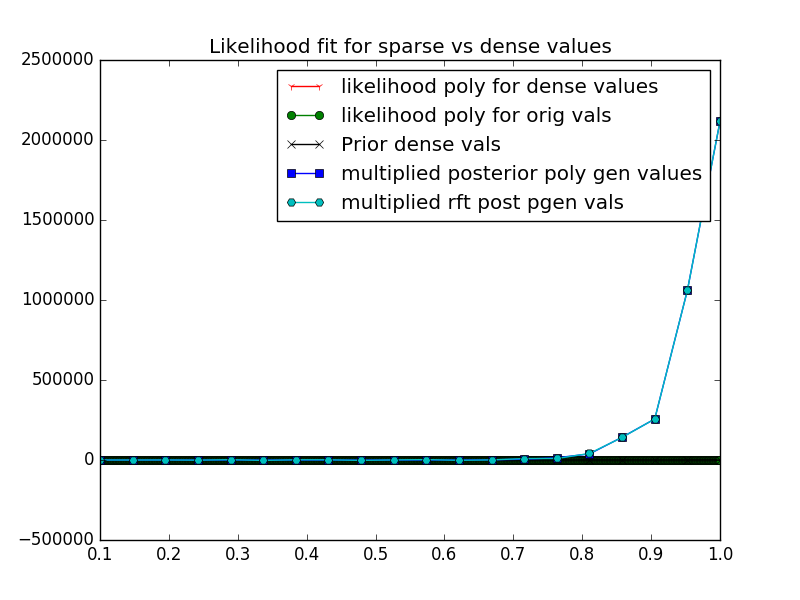 Likelihood fit for sparse vs dense values
2500000
2000000
1500000
1000000
500000
0
−500000
likelihood poly for dense values
likelihood poly for orig vals
Prior dense vals
multiplied posterior poly gen values
multiplied rft post pgen vals
0.1 0.2 0.3 0.4 0.5 0.6 0.7 0.8 0.9 1.0